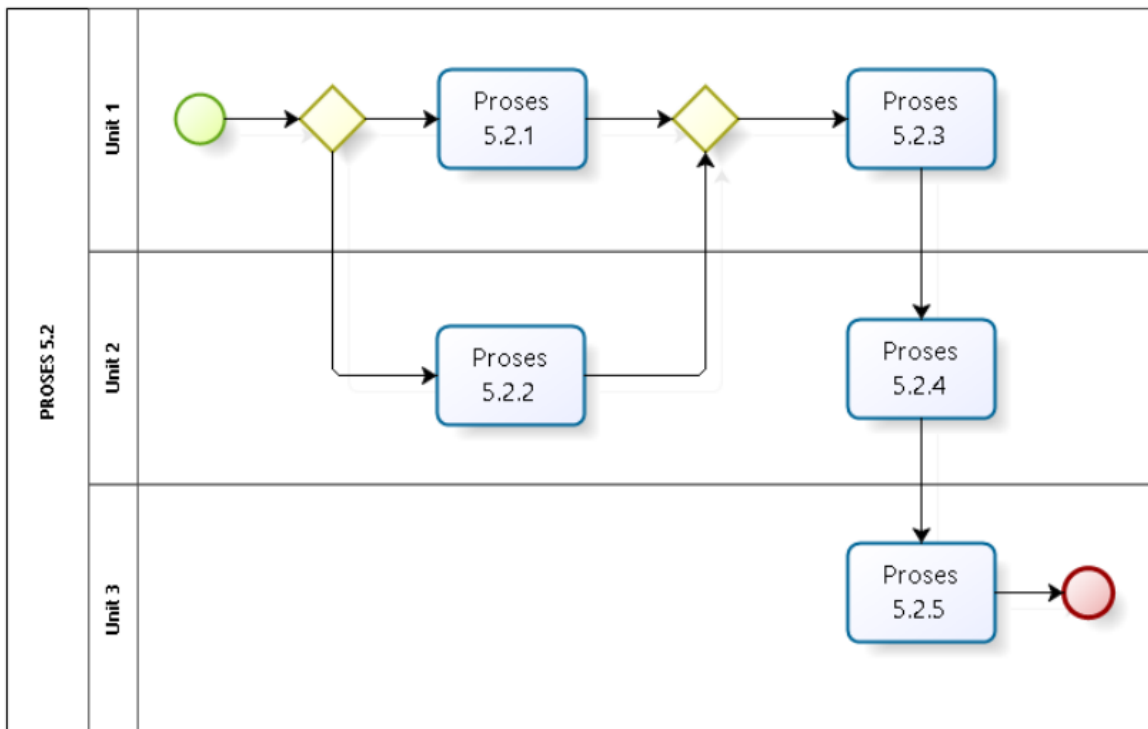 PROSES 5.2
Unit 1
Proses
5.2.1
Proses
5.2.3
Unit 2
Proses
5.2.2
Proses
5.2.4
Unit 3
Proses
5.2.5